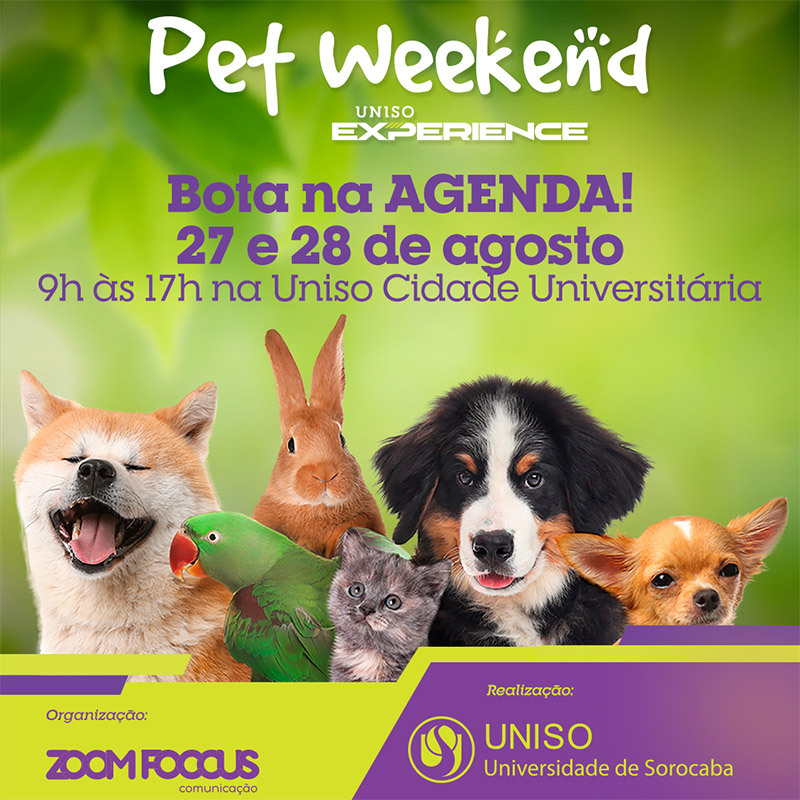 Pet Weekend
UNISO
EXPERIENCE
Bota na AGENDA!
27 e 28 de agosto
9h às 17h na Uniso Cidade Universitária
Organização:
ZOOM FOCCUS
comunicação
Realização:
UNISO
Universidade de Sorocaba